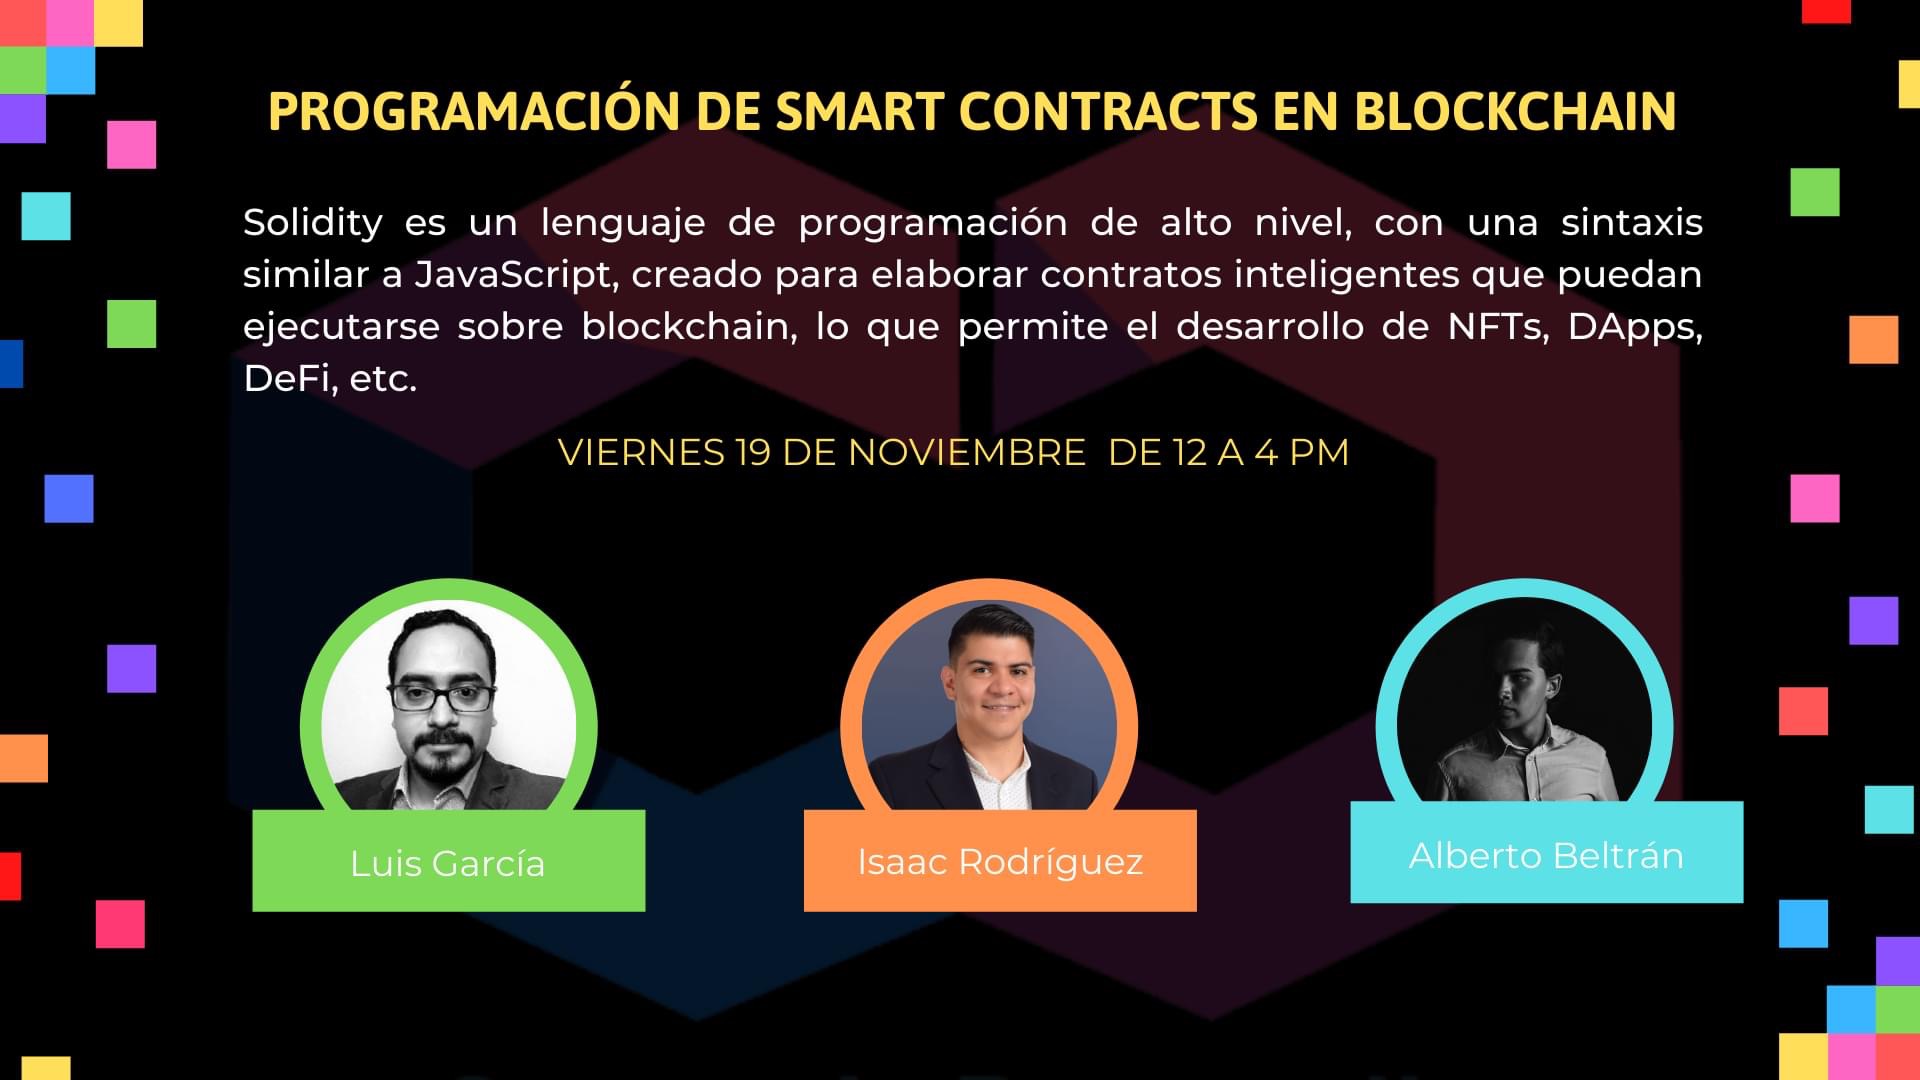 PROGRAMACIÓN DE SMART CONTRACTS EN BLOCKCHAIN
Solidity es un lenguaje de programación de alto nivel, con una sintaxis
similar a JavaScript, creado para elaborar contratos inteligentes que puedan
ejecutarse sobre blockchain, lo que permite el desarrollo de NFTs, DApps,
DeFi, etc.
VIERNES 19 DE NOVIEMBRE DE 12 A 4 PM
Luis García
Isaac Rodríguez
Alberto Beltrán